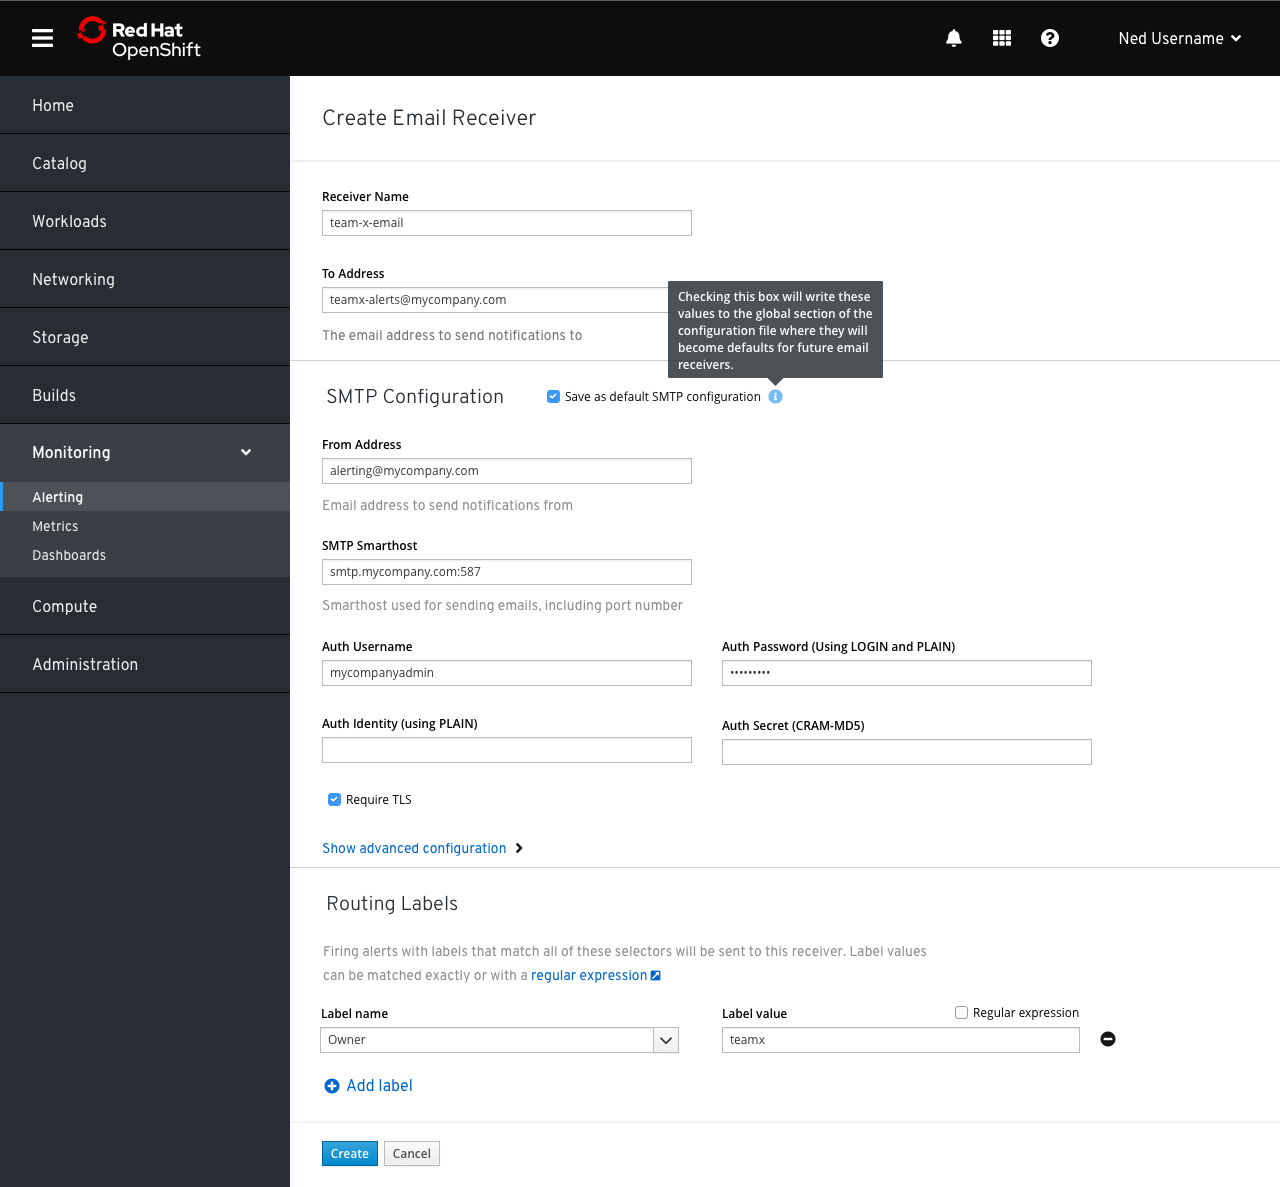 Red Hat
OpenShift
Ned Username
Home
Catalog
Workloads
Networking
Storage
Builds
Monitoring
Alerting
Metrics
Dashboards
Compute
Administration
Create Email Receiver
Receiver Name
team-x-email
To Address
teamx-alerts@mycompany.com
The email address to send notifications to
Checking this box will write these
values to the global section of the
configuration file where they will
become defaults for future email
receivers.
SMTP Configuration
Save as default SMTP configuration
From Address
alerting@mycompany.com
Email address to send notifications from
SMTP Smarthost
smtp.mycompany.com:587
Smarthost used for sending emails, including port number
Auth Username
Auth Password (Using LOGIN and PLAIN)
mycompanyadmin
•••••••••
Auth Identity (using PLAIN)
Auth Secret (CRAM-MD5)
Require TLS
Show advanced configuration
Routing Labels
Firing alerts with labels that match all of these selectors will be sent to this receiver. Label values
can be matched exactly or with a regular expression
Label name
Label value
Regular expression
Owner
teamx
Add label
Create
Cancel